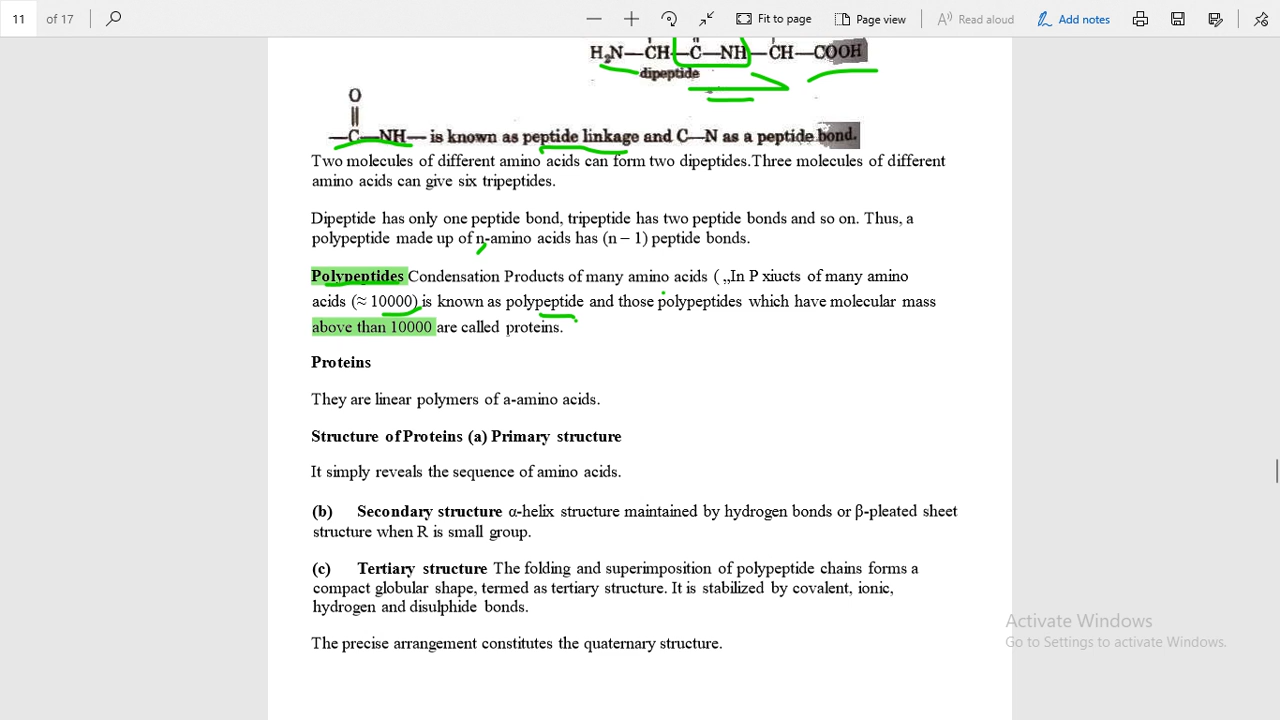 11 of 17 Fit to page Page view Read aloud Add notes
H₂N—CH—C—NH—CH—COOH
dipeptide
O
—C—NH— is known as peptide linkage and C—N as a peptide bond.
Two molecules of different amino acids can form two dipeptides.Three molecules of different
amino acids can give six tripeptides.
Dipeptide has only one peptide bond, tripeptide has two peptide bonds and so on. Thus, a
polypeptide made up of n-amino acids has (n – 1) peptide bonds.
Polypeptides Condensation Products of many amino acids ( „In P xiucts of many amino
acids (≈ 10000) is known as polypeptide and those polypeptides which have molecular mass
above than 10000 are called proteins.
Proteins
They are linear polymers of a-amino acids.
Structure of Proteins (a) Primary structure
It simply reveals the sequence of amino acids.
(b) Secondary structure α-helix structure maintained by hydrogen bonds or β-pleated sheet
structure when R is small group.
(c) Tertiary structure The folding and superimposition of polypeptide chains forms a
compact globular shape, termed as tertiary structure. It is stabilized by covalent, ionic,
hydrogen and disulphide bonds.
The precise arrangement constitutes the quaternary structure.
Activate Windows
Go to Settings to activate Windows.